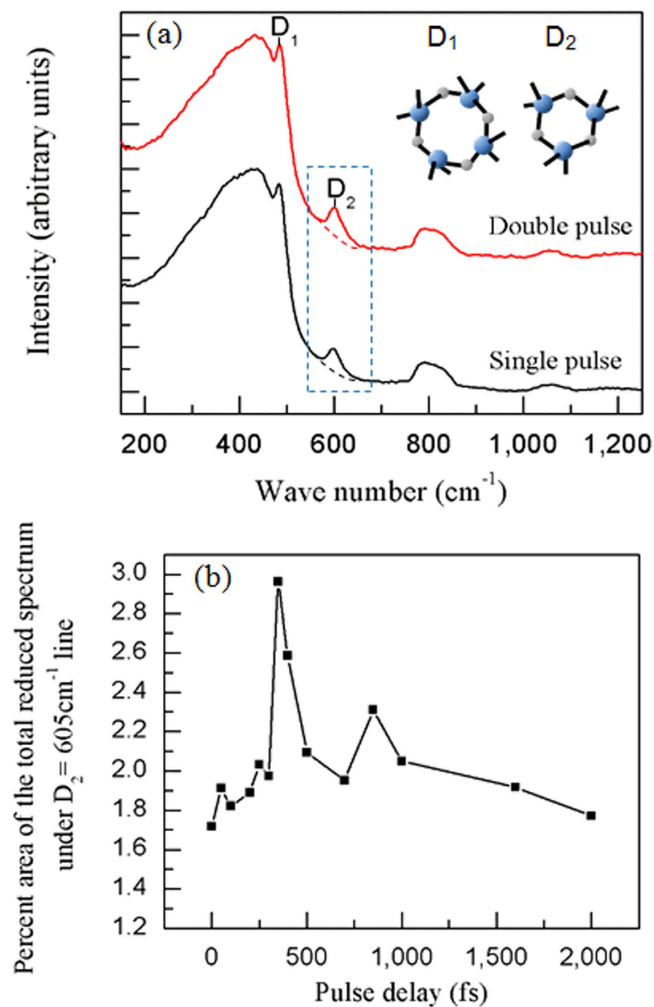 (a)
D₁
D₁
D₂
D₂
Double pulse
Single pulse
Intensity (arbitrary units)
200 400 600 800 1,000 1,200
Wave number (cm⁻¹)
(b)
3.0
2.8
2.6
2.4
2.2
2.0
1.8
1.6
1.4
1.2
Percent area of the total reduced spectrum
under D₂ = 605cm⁻¹ line
0 500 1,000 1,500 2,000
Pulse delay (fs)